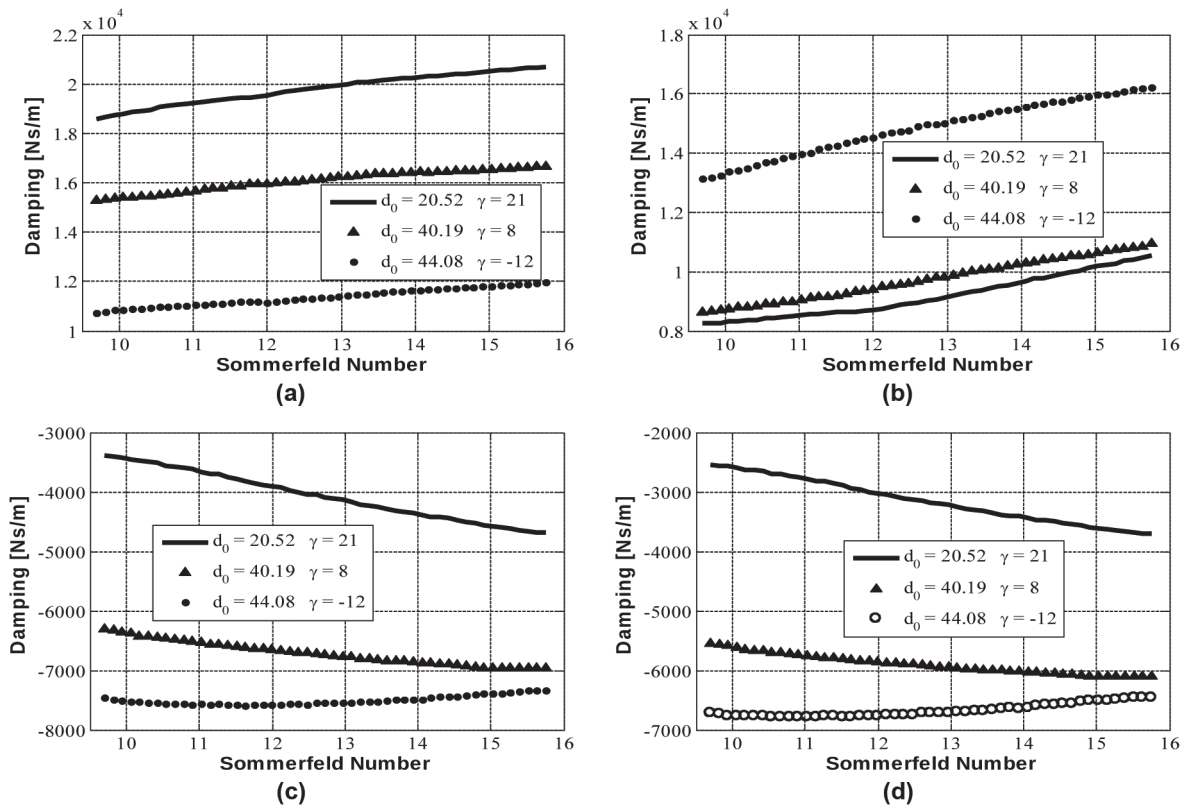 x 10⁴
2.2
2
1.8
1.6
1.4
1.2
1
Damping [Ns/m]
d₀ = 20.52 γ = 21
d₀ = 40.19 γ = 8
d₀ = 44.08 γ = -12
10 11 12 13 14 15 16
Sommerfeld Number
(a)
x 10⁴
1.8
1.6
1.4
1.2
1
0.8
Damping [Ns/m]
d₀ = 20.52 γ = 21
d₀ = 40.19 γ = 8
d₀ = 44.08 γ = -12
10 11 12 13 14 15 16
Sommerfeld Number
(b)
-3000
-4000
-5000
-6000
-7000
-8000
Damping [Ns/m]
d₀ = 20.52 γ = 21
d₀ = 40.19 γ = 8
d₀ = 44.08 γ = -12
10 11 12 13 14 15 16
Sommerfeld Number
(c)
-2000
-3000
-4000
-5000
-6000
-7000
Damping [Ns/m]
d₀ = 20.52 γ = 21
d₀ = 40.19 γ = 8
d₀ = 44.08 γ = -12
10 11 12 13 14 15 16
Sommerfeld Number
(d)